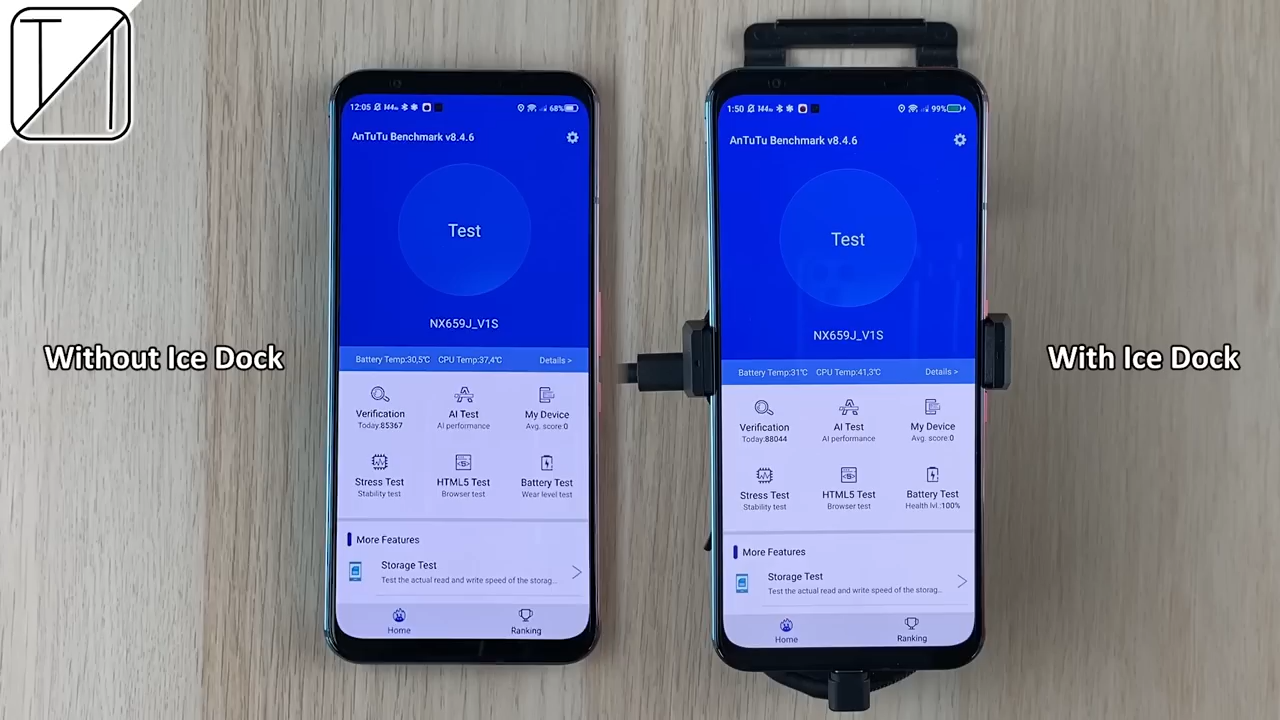 T
Without Ice Dock
12:05
144Hz
68%
AnTuTu Benchmark v8.4.6
Test
NX659J_V1S
Battery Temp:30,5℃ CPU Temp:37,4℃ Details >
Verification AI Test My Device
Today:85367 AI performance Avg. score:0
Stress Test HTML5 Test Battery Test
Stability test Browser test Wear level test
More Features
Storage Test
Test the actual read and write speed of the storag...
Home Ranking
1:50
144Hz
99%
AnTuTu Benchmark v8.4.6
Test
NX659J_V1S
Battery Temp:31℃ CPU Temp:41,3℃ Details >
Verification AI Test My Device
Today:88044 AI performance Avg. score:0
Stress Test HTML5 Test Battery Test
Stability test Browser test Health lvl.:100%
More Features
Storage Test
Test the actual read and write speed of the storag...
Home Ranking
With Ice Dock